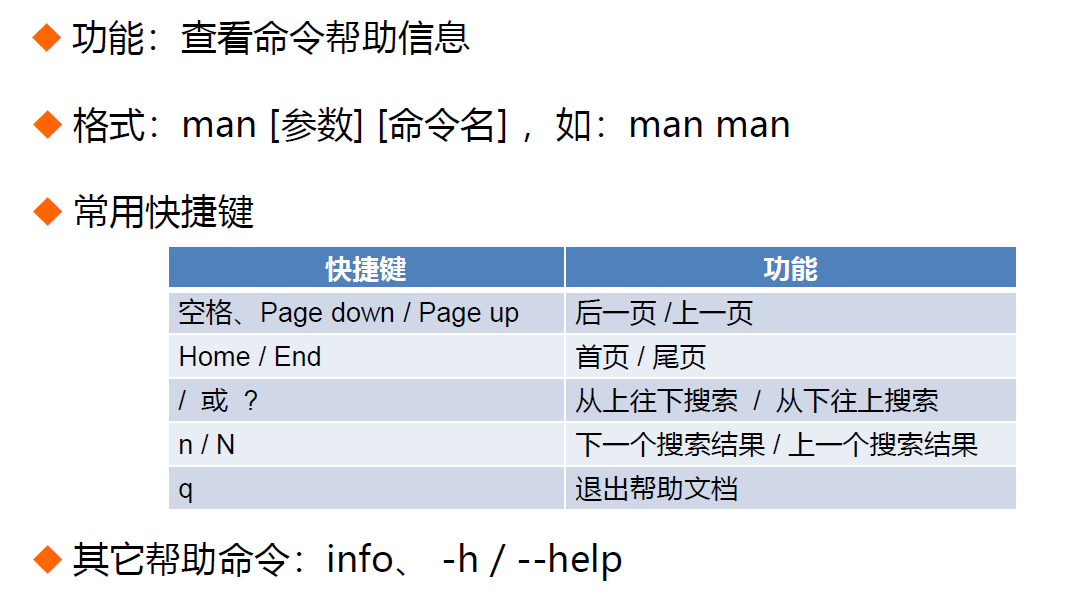 功能：查看命令帮助信息
格式：man [参数] [命令名] ，如：man man
常用快捷键
快捷键 功能
空格、Page down / Page up 后一页 /上一页
Home / End 首页 / 尾页
/ 或 ？ 从上往下搜索 / 从下往上搜索
n / N 下一个搜索结果 / 上一个搜索结果
q 退出帮助文档
其它帮助命令：info、 -h / --help